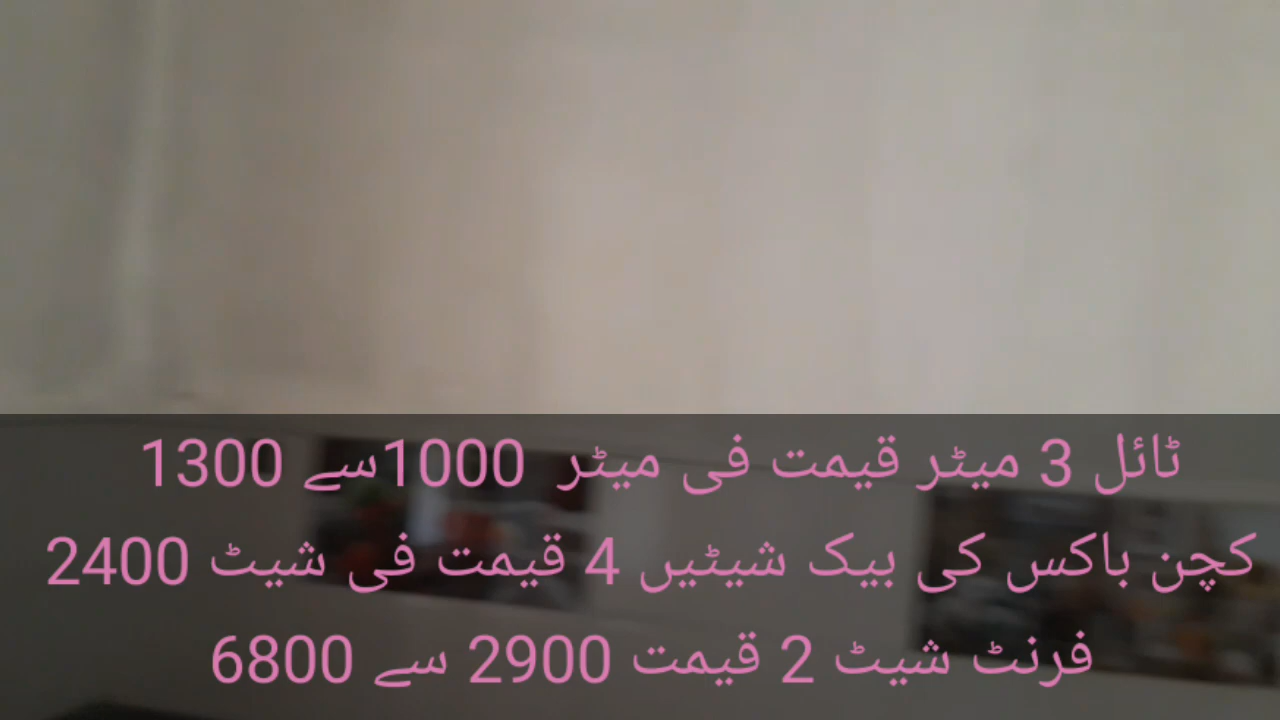 ٹائل 3 میٹر قیمت فی میٹر 1000سے 1300
کچن باکس کی بیک شیٹیں 4 قیمت فی شیٹ 2400
فرنٹ شیٹ 2 قیمت 2900 سے 6800